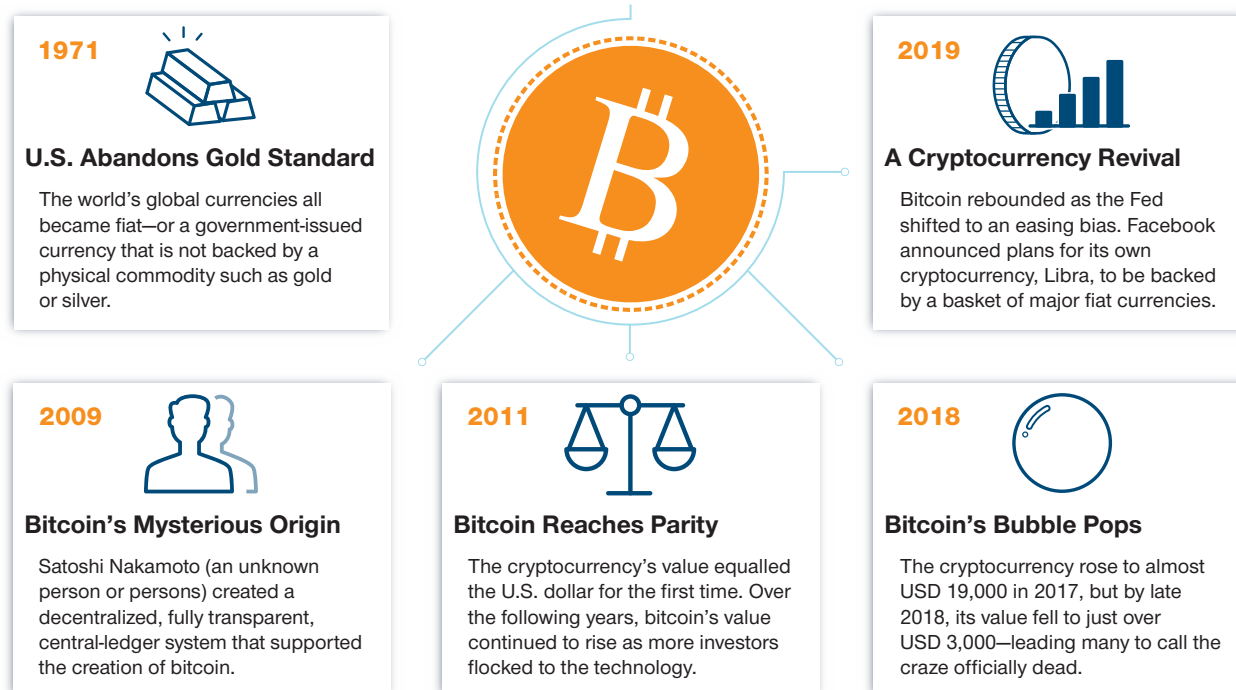 1971
U.S. Abandons Gold Standard
The world's global currencies all
became fiat—or a government-issued
currency that is not backed by a
physical commodity such as gold
or silver.
2009
Bitcoin's Mysterious Origin
Satoshi Nakamoto (an unknown
person or persons) created a
decentralized, fully transparent,
central-ledger system that supported
the creation of bitcoin.
2011
Bitcoin Reaches Parity
The cryptocurrency's value equalled
the U.S. dollar for the first time. Over
the following years, bitcoin's value
continued to rise as more investors
flocked to the technology.
2018
Bitcoin's Bubble Pops
The cryptocurrency rose to almost
USD 19,000 in 2017, but by late
2018, its value fell to just over
USD 3,000—leading many to call the
craze officially dead.
2019
A Cryptocurrency Revival
Bitcoin rebounded as the Fed
shifted to an easing bias. Facebook
announced plans for its own
cryptocurrency, Libra, to be backed
by a basket of major fiat currencies.